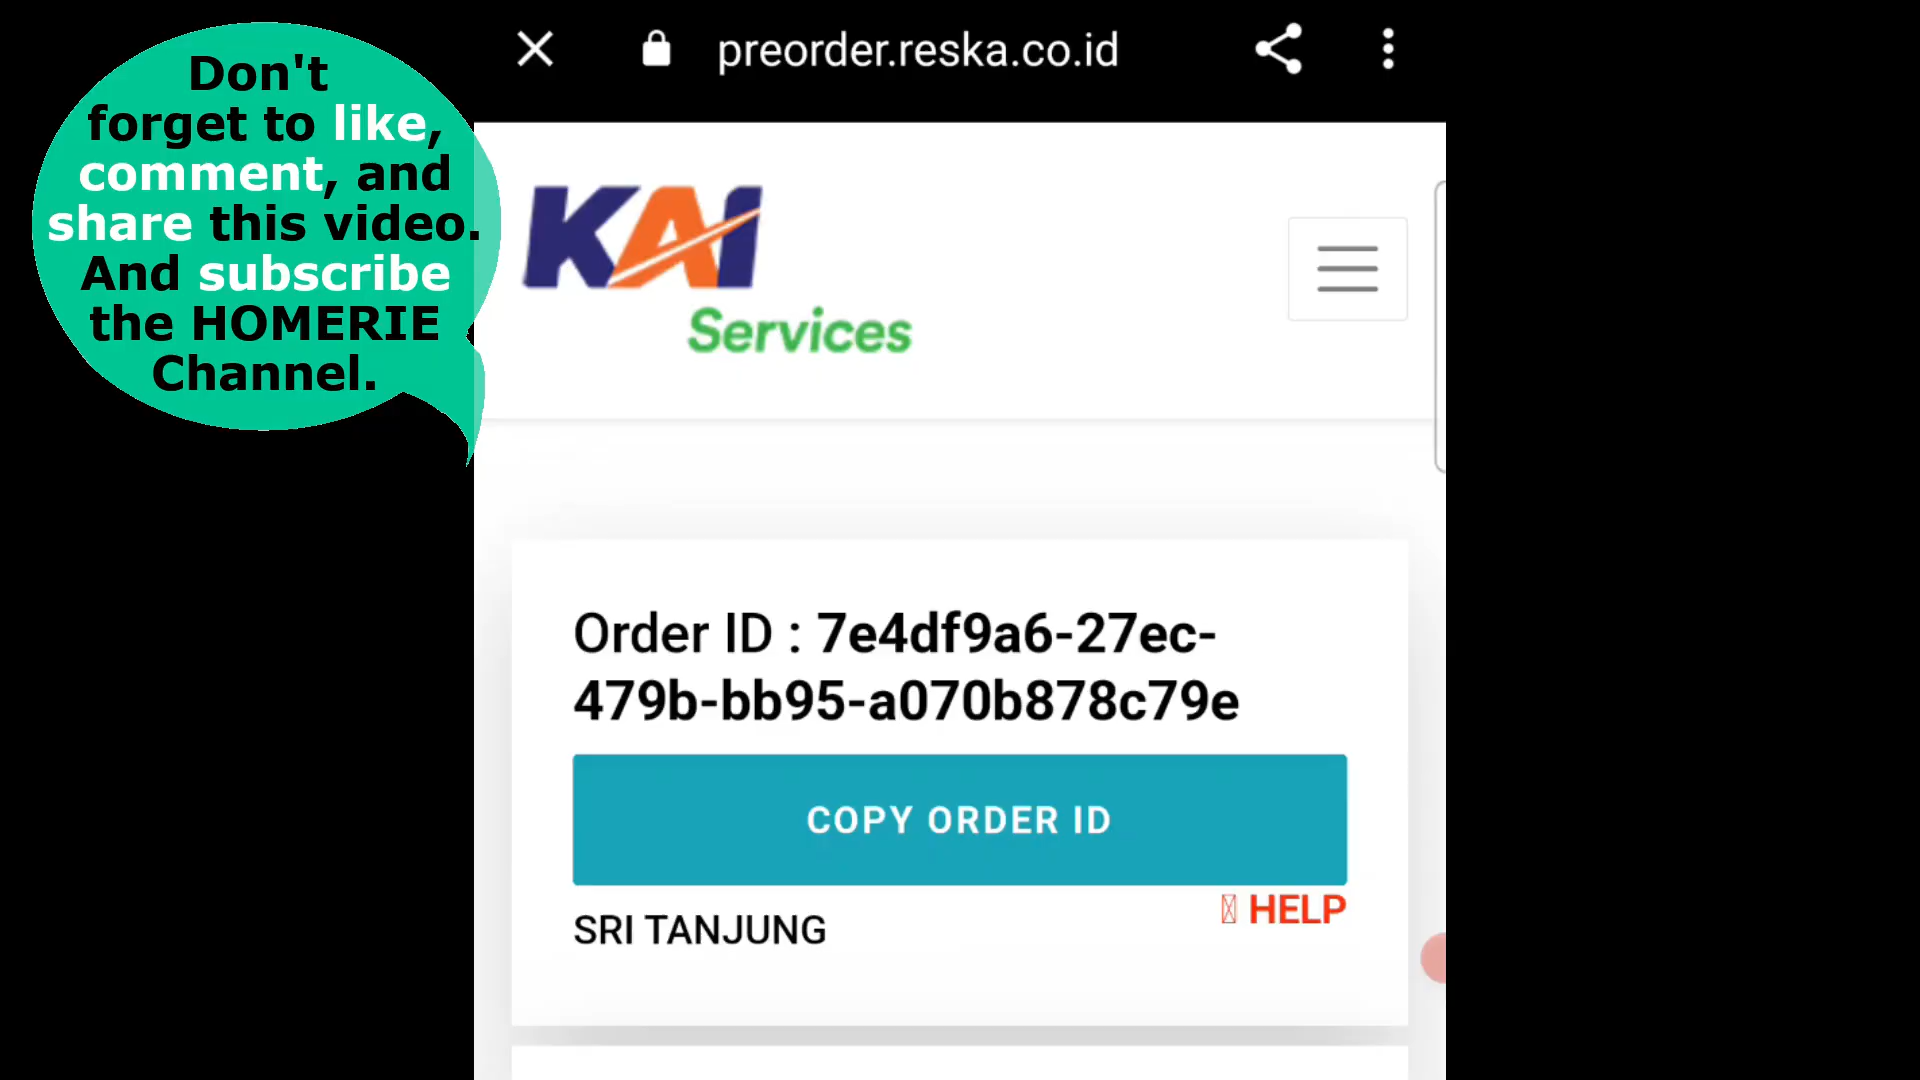 Don't
forget to like,
comment, and
share this video.
And subscribe
the HOMERIE
Channel.
preorder.reska.co.id
KAI
Services
Order ID : 7e4df9a6-27ec-
479b-bb95-a070b878c79e
COPY ORDER ID
HELP
SRI TANJUNG